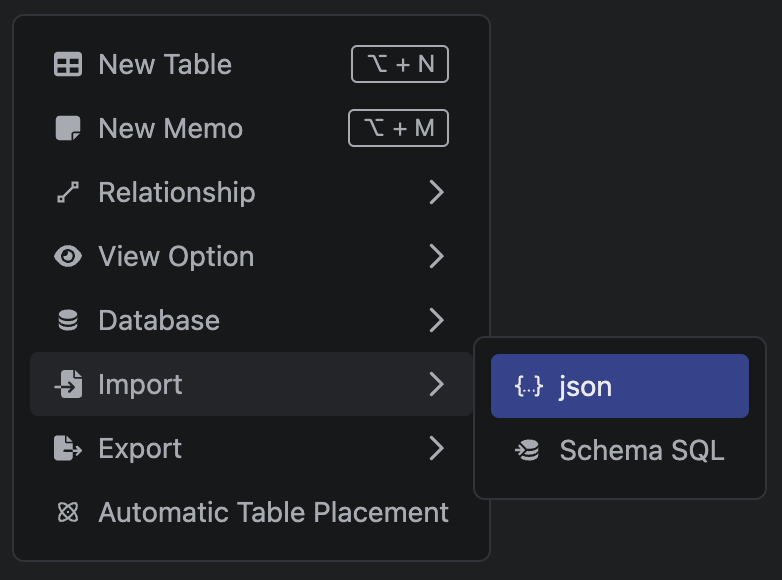 New Table ⌥ + N
New Memo ⌥ + M
Relationship
View Option
Database
Import
Export
Automatic Table Placement
{...} json
Schema SQL